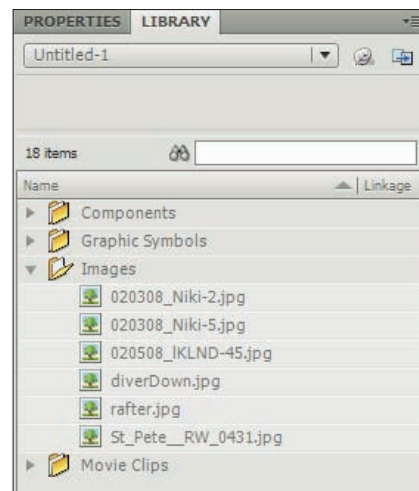 PROPERTIES LIBRARY
Untitled-1
18 items
Name Linkage
Components
Graphic Symbols
Images
020308_Niki-2.jpg
020308_Niki-5.jpg
020508_lKLND-45.jpg
diverDown.jpg
rafter.jpg
St_Pete__RW_0431.jpg
Movie Clips